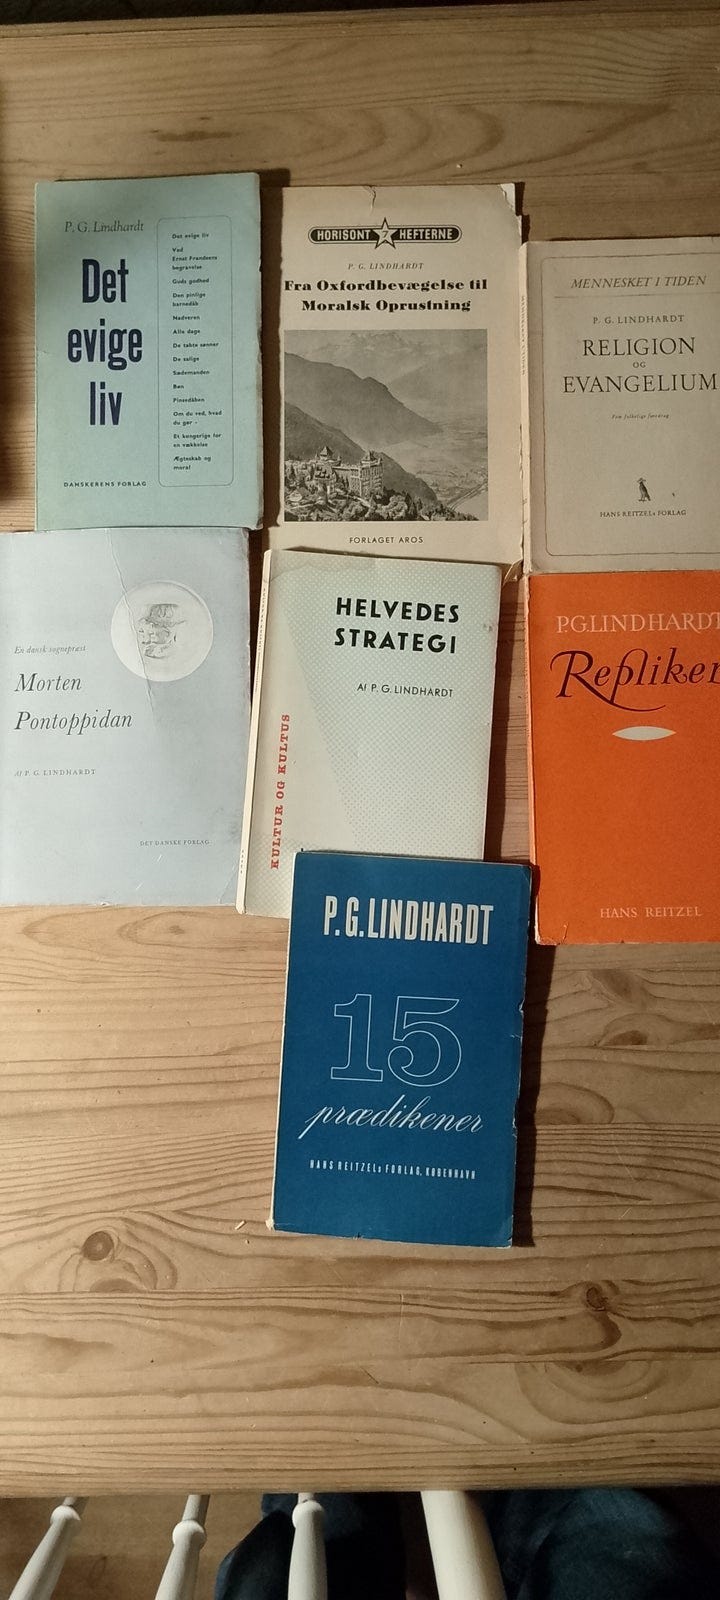 P. G. Lindhardt
Det
evige
liv
Det evige liv
Ved
Ernst Frandsens
begravelse
Guds godhed
Den pinlige
barnedåb
Nadveren
Alle dage
De tabte sønner
De salige
Sædemanden
Bøn
Pinsedåben
Om du ved, hvad
du gør -
Et kongerige for
en vækkelse
Ægteskab og
moral
DANSKERENS FORLAG
HORISONT 7 HEFTERNE
P. G. LINDHARDT
Fra Oxfordbevægelse til
Moralsk Oprustning
FORLAGET AROS
MENNESKET I TIDEN
P. G. LINDHARDT
RELIGION
OG
EVANGELIUM
Fem folkelige foredrag
HANS REITZELs FORLAG
En dansk sognepræst
Morten
Pontoppidan
Af P. G. LINDHARDT
DET DANSKE FORLAG
HELVEDES
STRATEGI
Af P. G. LINDHARDT
KULTUR OG KULTUS
P.G.LINDHARDT
Repliker
HANS REITZEL
P.G.LINDHARDT
15
prædikener
HANS REITZELs FORLAG, KØBENHAVN